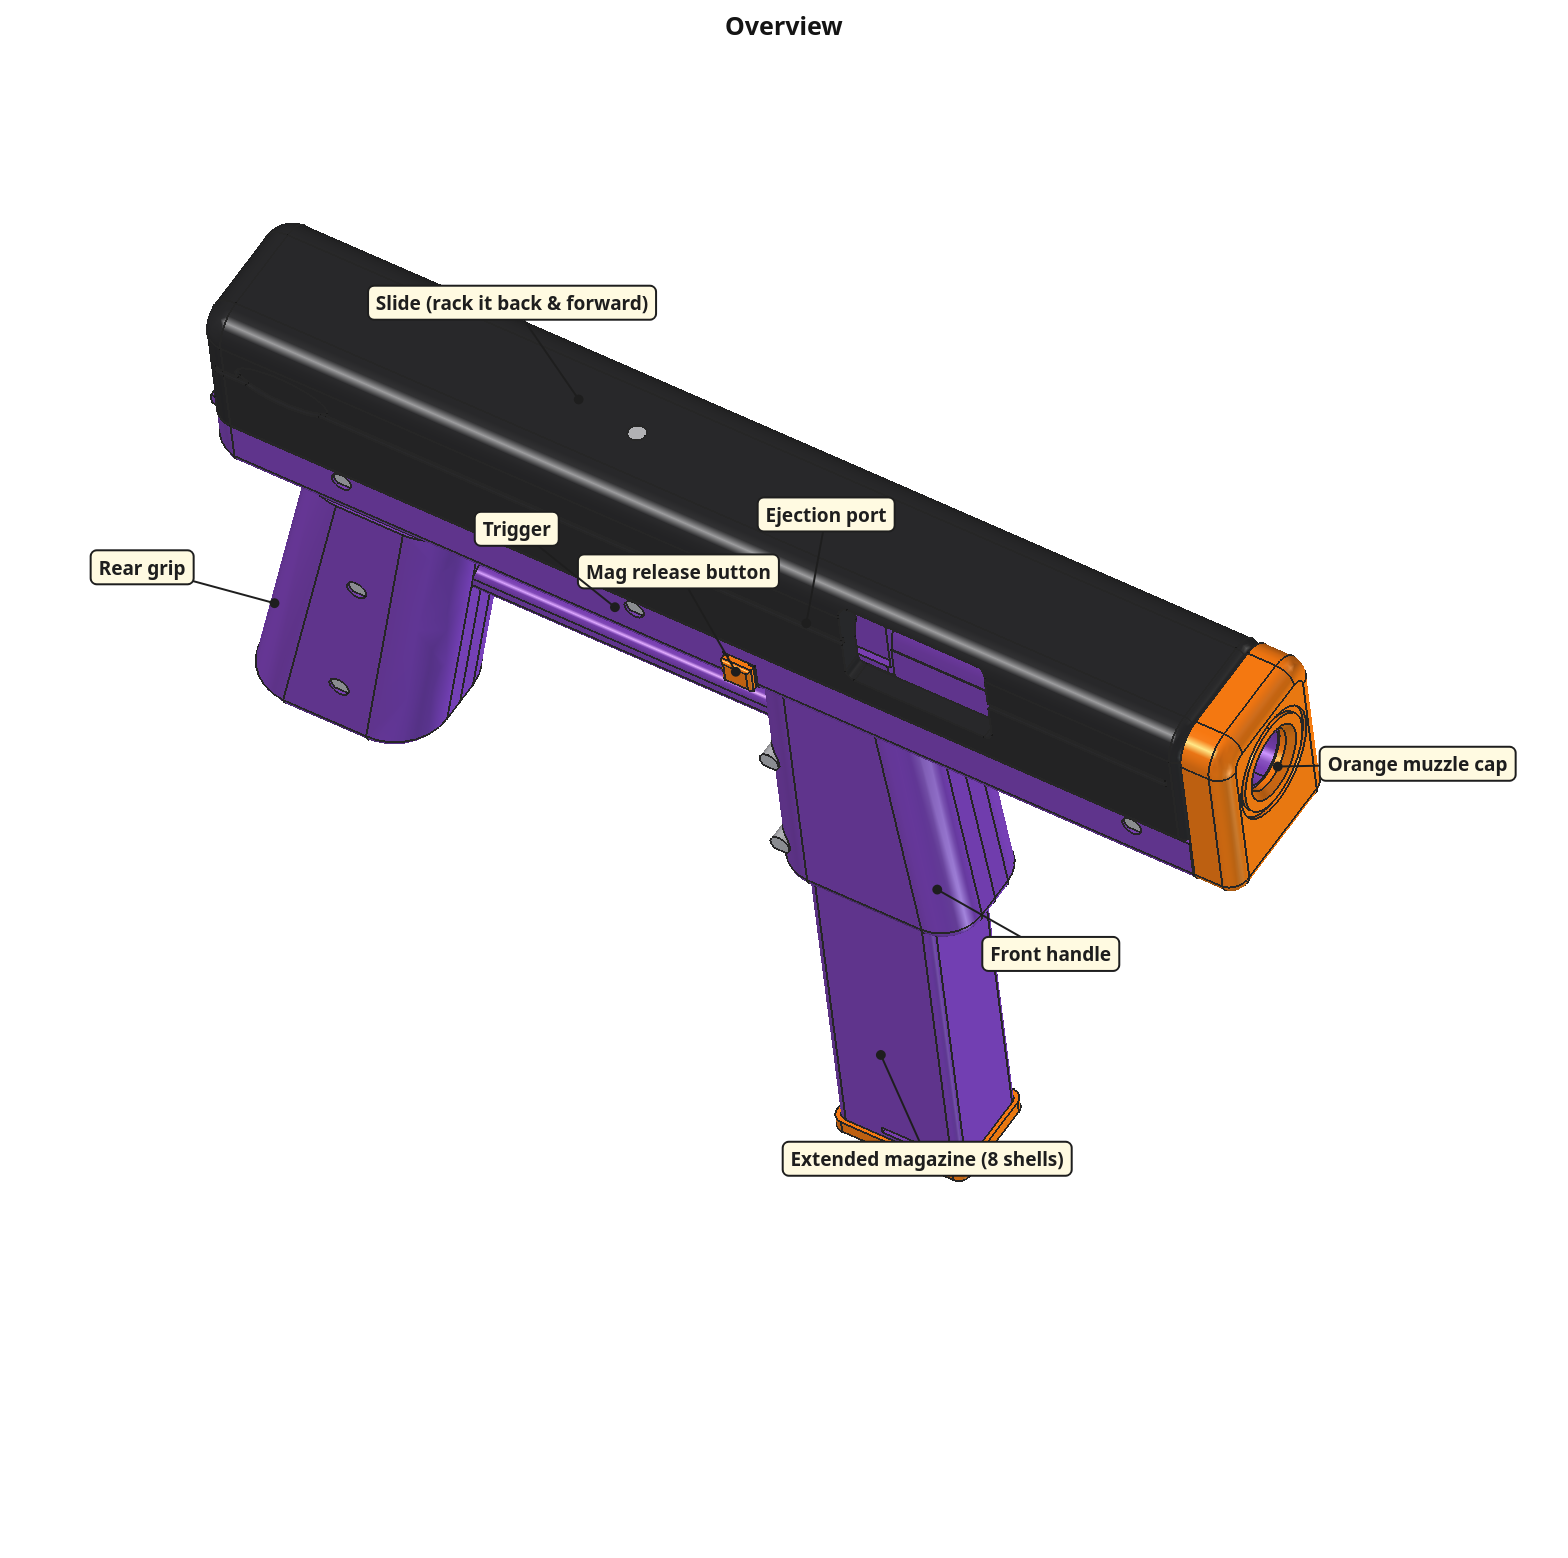 Overview
Slide (rack it back & forward)
Ejection port
Trigger
Mag release button
Rear grip
Orange muzzle cap
Front handle
Extended magazine (8 shells)